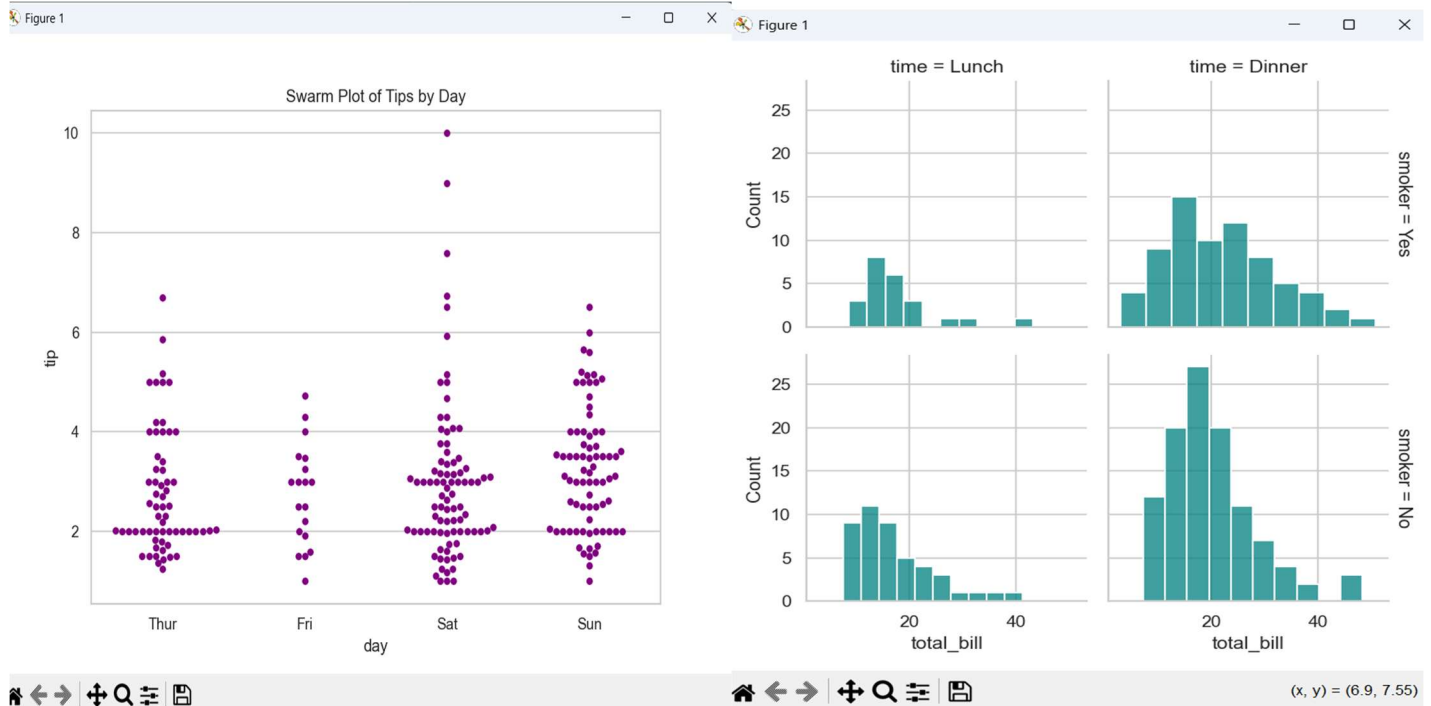 Figure 1
Swarm Plot of Tips by Day
10
8
6
4
2
tip
Thur Fri Sat Sun
day
Figure 1
time = Lunch time = Dinner
25
20
15
10
5
0
Count
smoker = Yes
25
20
15
10
5
0
Count
smoker = No
20 40 20 40
total_bill total_bill
(x, y) = (6.9, 7.55)